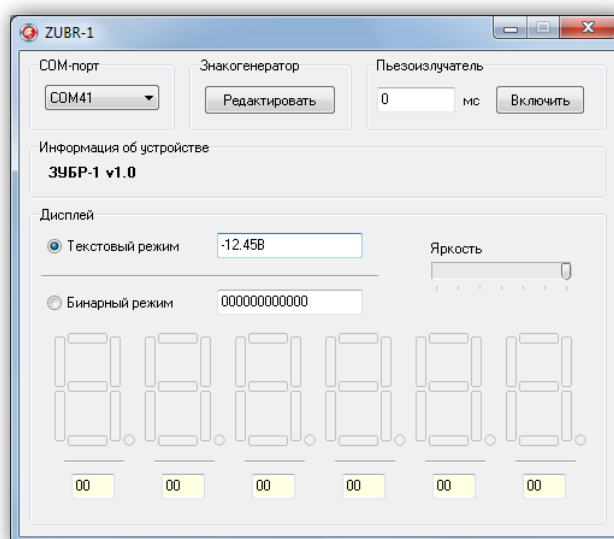 ZUBR-1
COM-порт
Знакогенератор
Пьезоизлучатель
COM41
Редактировать
0
мс
Включить
Информация об устройстве
ЗУБР-1 v1.0
Дисплей
Текстовый режим
-12.45В
Яркость
Бинарный режим
000000000000
00 00 00 00 00 00